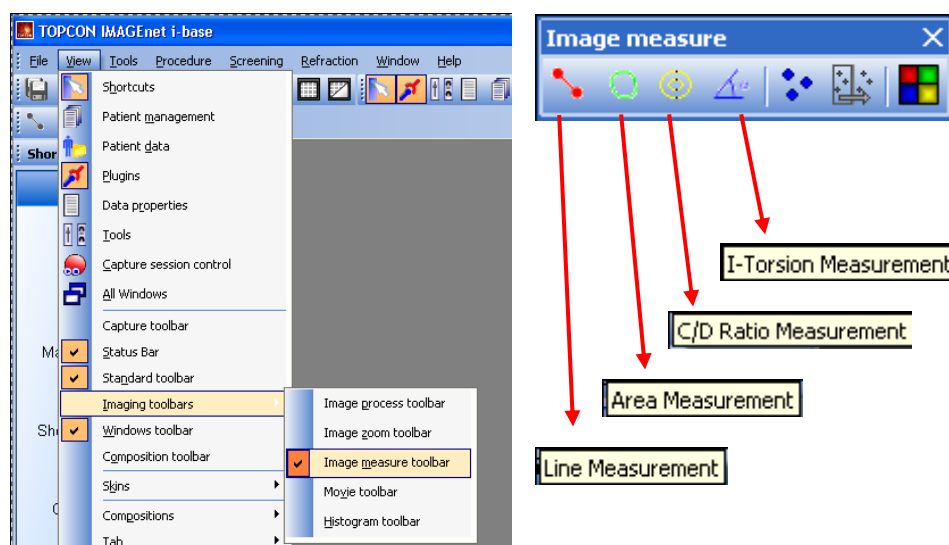 TOPCON IMAGEnet i-base
File View Tools Procedure Screening Refraction Window Help
Shortcuts
Patient management
Patient data
Shor
Plugins
Data properties
Tools
Capture session control
All Windows
Capture toolbar
Ma
Status Bar
Standard toolbar
Imaging toolbars
Sho
Windows toolbar
Composition toolbar
Skins
Compositions
Tab
Image process toolbar
Image zoom toolbar
Image measure toolbar
Movie toolbar
Histogram toolbar
Image measure
I-Torsion Measurement
C/D Ratio Measurement
Area Measurement
Line Measurement